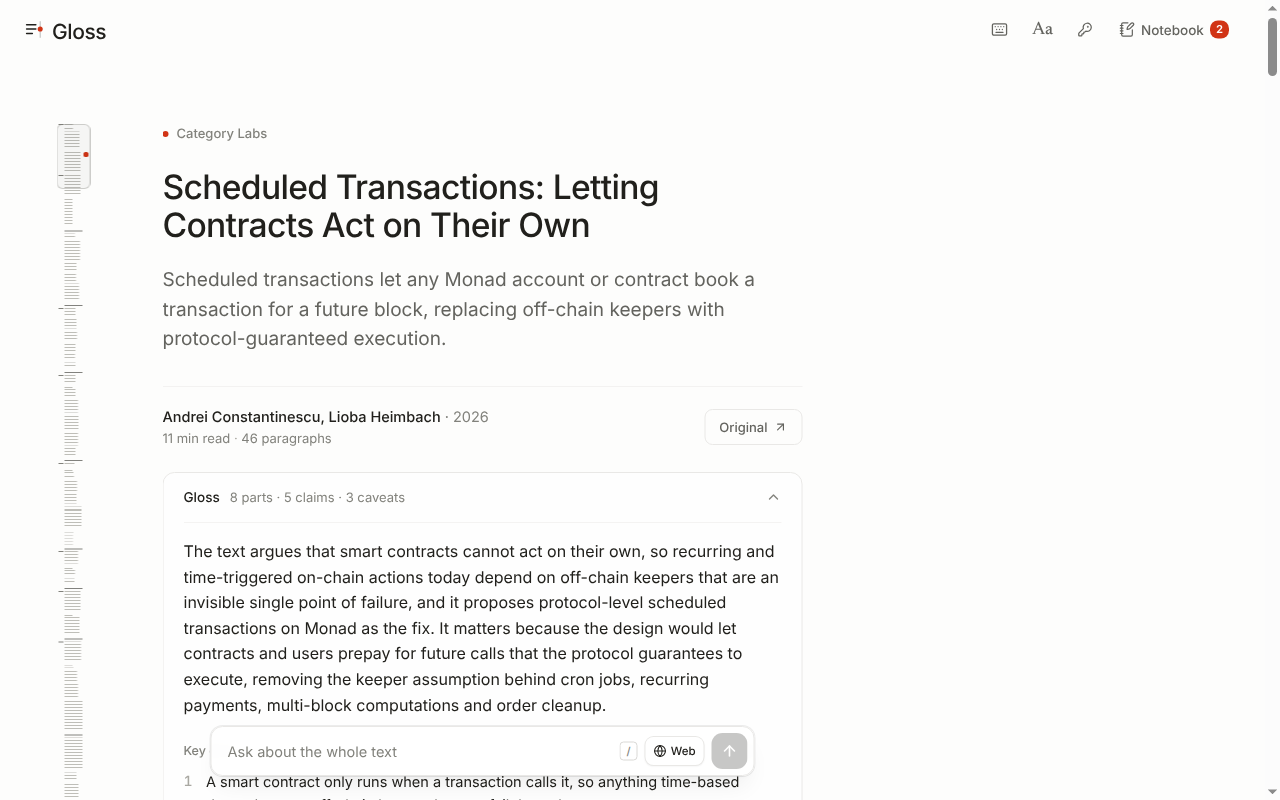 Gloss
Aa
Notebook 2
Category Labs
Scheduled Transactions: Letting
Contracts Act on Their Own
Scheduled transactions let any Monad account or contract book a
transaction for a future block, replacing off-chain keepers with
protocol-guaranteed execution.
Andrei Constantinescu, Lioba Heimbach · 2026
11 min read · 46 paragraphs
Original
Gloss 8 parts · 5 claims · 3 caveats
The text argues that smart contracts cannot act on their own, so recurring and
time-triggered on-chain actions today depend on off-chain keepers that are an
invisible single point of failure, and it proposes protocol-level scheduled
transactions on Monad as the fix. It matters because the design would let
contracts and users prepay for future calls that the protocol guarantees to
execute, removing the keeper assumption behind cron jobs, recurring
payments, multi-block computations and order cleanup.
Key
Ask about the whole text / Web
1 A smart contract only runs when a transaction calls it, so anything time-based